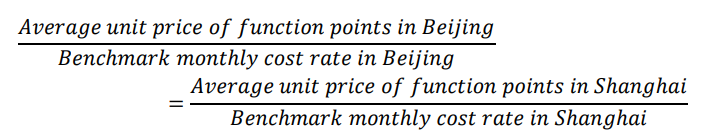 Average unit price of function points in Beijing
Benchmark monthly cost rate in Beijing
= Average unit price of function points in Shanghai
Benchmark monthly cost rate in Shanghai